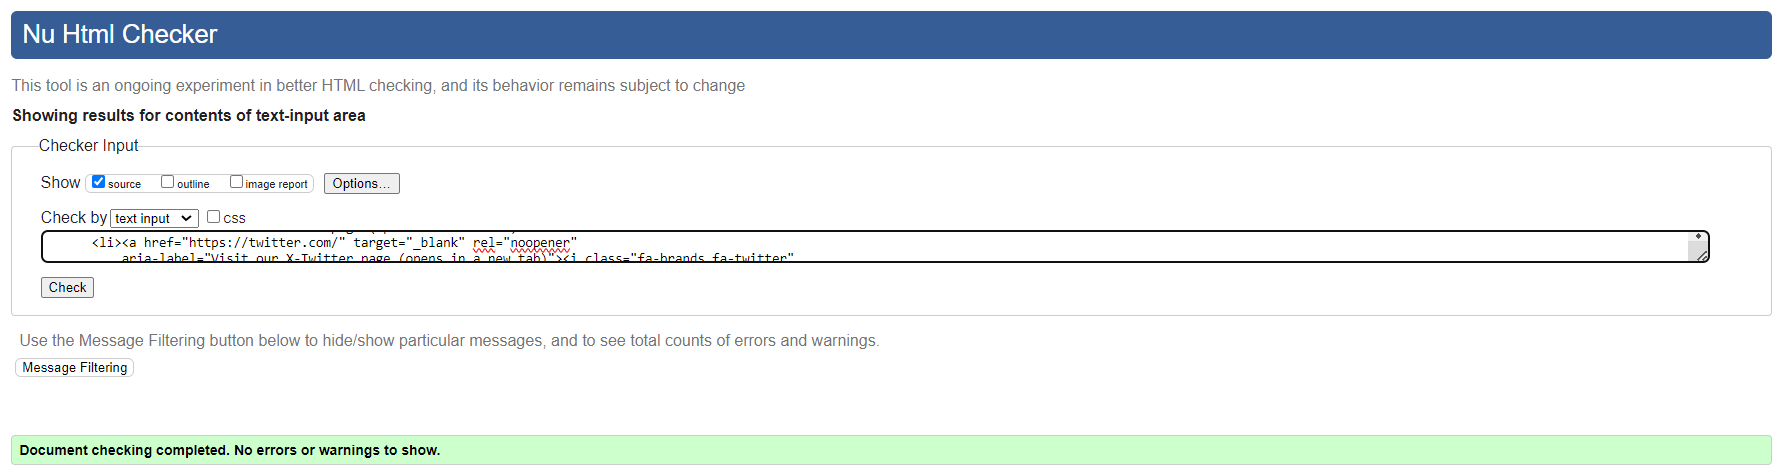 Nu Html Checker
This tool is an ongoing experiment in better HTML checking, and its behavior remains subject to change
Showing results for contents of text-input area
Checker Input
Show source outline image report Options...
Check by text input css
<li><a href="https://twitter.com/" target="_blank" rel="noopener"
aria-label="Visit our X-Twitter page (opens in a new tab)"><i class="fa-brands fa-twitter"
Check
Use the Message Filtering button below to hide/show particular messages, and to see total counts of errors and warnings.
Message Filtering
Document checking completed. No errors or warnings to show.